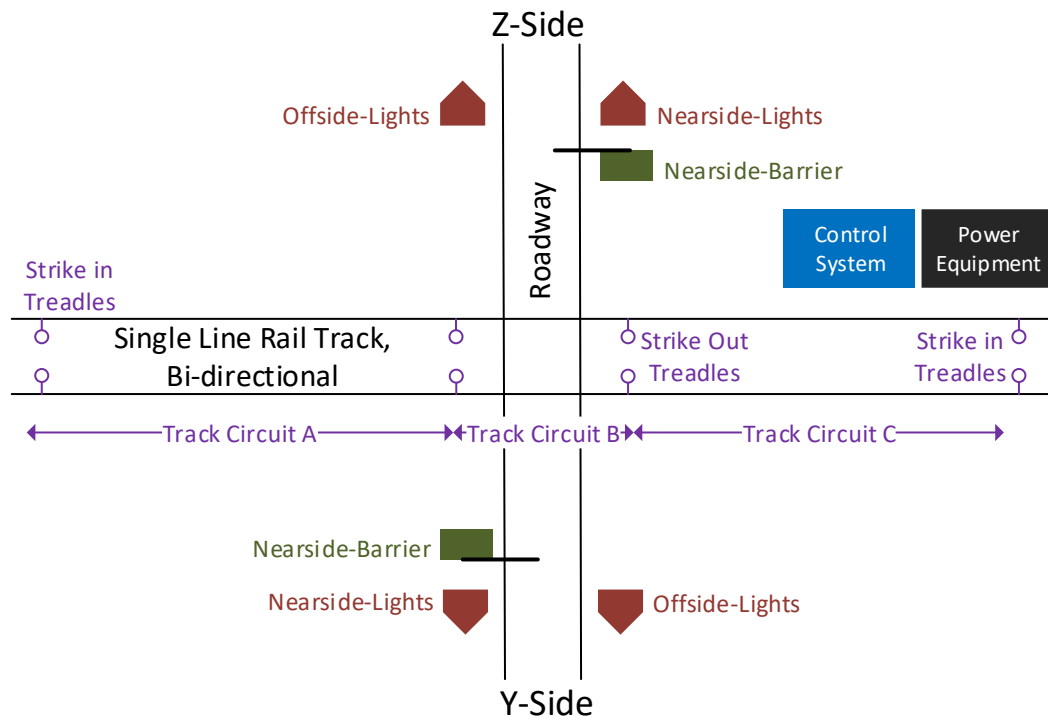 Z-Side
Offside-Lights
Nearside-Lights
Nearside-Barrier
Roadway
Control
System
Power
Equipment
Strike in
Treadles
Single Line Rail Track,
Bi-directional
Strike Out
Treadles
Strike in
Treadles
Track Circuit A
Track Circuit B
Track Circuit C
Nearside-Barrier
Nearside-Lights
Offside-Lights
Y-Side